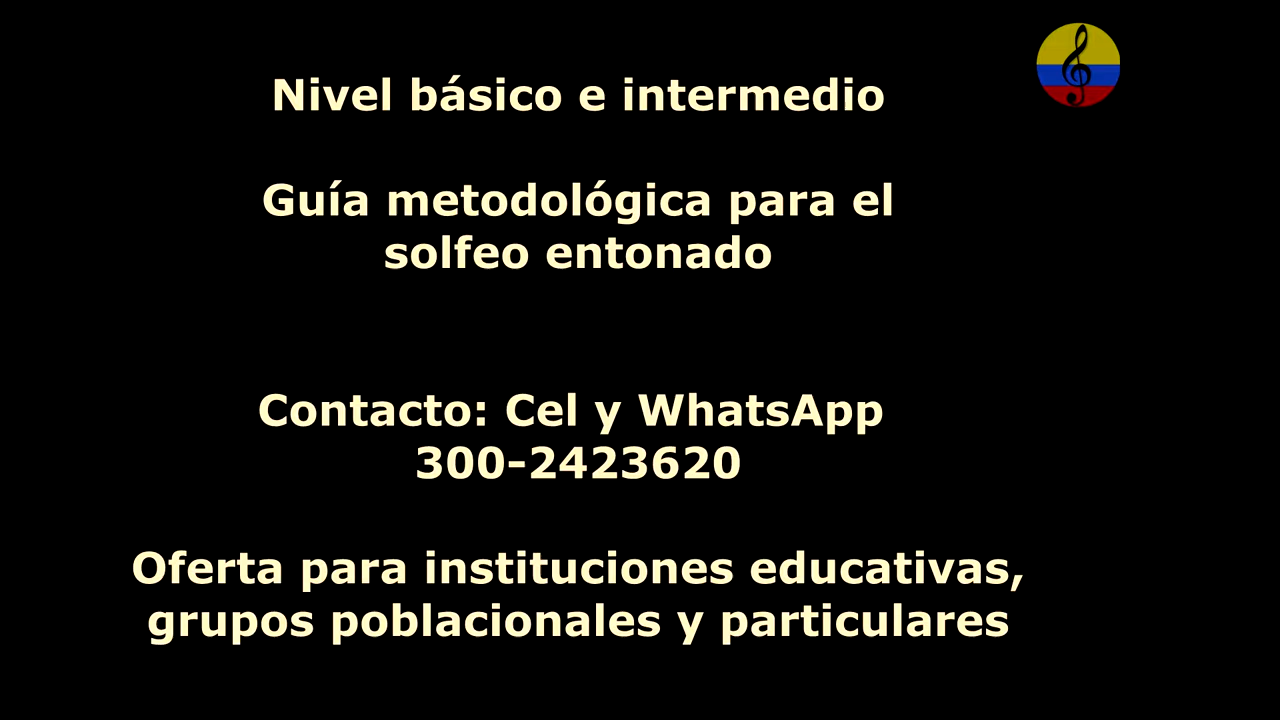 Nivel básico e intermedio
Guía metodológica para el
solfeo entonado
Contacto: Cel y WhatsApp
300-2423620
Oferta para instituciones educativas,
grupos poblacionales y particulares